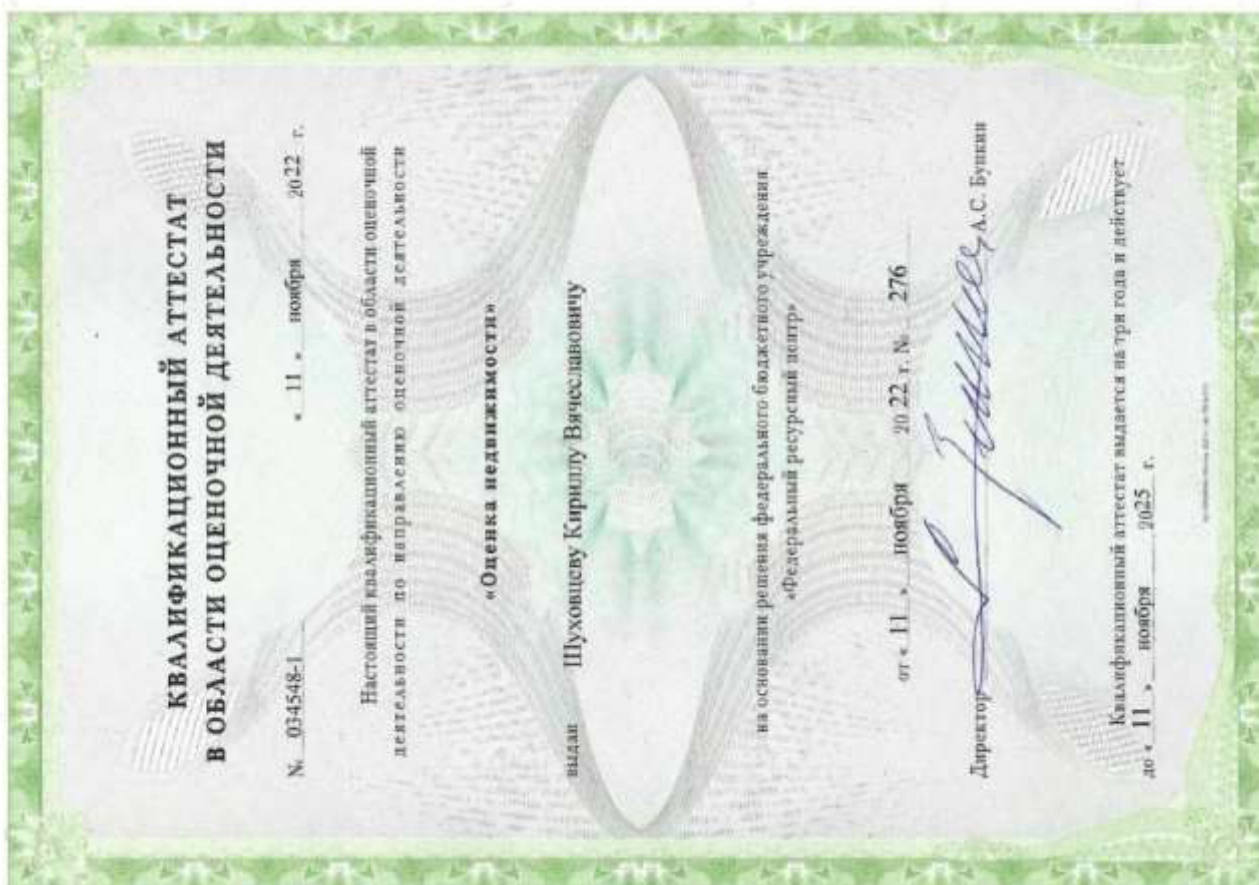 КВАЛИФИКАЦИОННЫЙ АТТЕСТАТ
В ОБЛАСТИ ОЦЕНОЧНОЙ ДЕЯТЕЛЬНОСТИ
№ 034548-1 « 11 » ноября 2022 г.
Настоящий квалификационный аттестат в области оценочной
деятельности по направлению оценочной деятельности
«Оценка недвижимости»
выдан Шуховцеву Кириллу Вячеславовичу
на основании решения федерального бюджетного учреждения
«Федеральный ресурсный центр»
от « 11 » ноября 2022 г. № 276
Директор А.С. Бункин
Квалификационный аттестат выдается на три года и действует
до « 11 » ноября 2025 г.